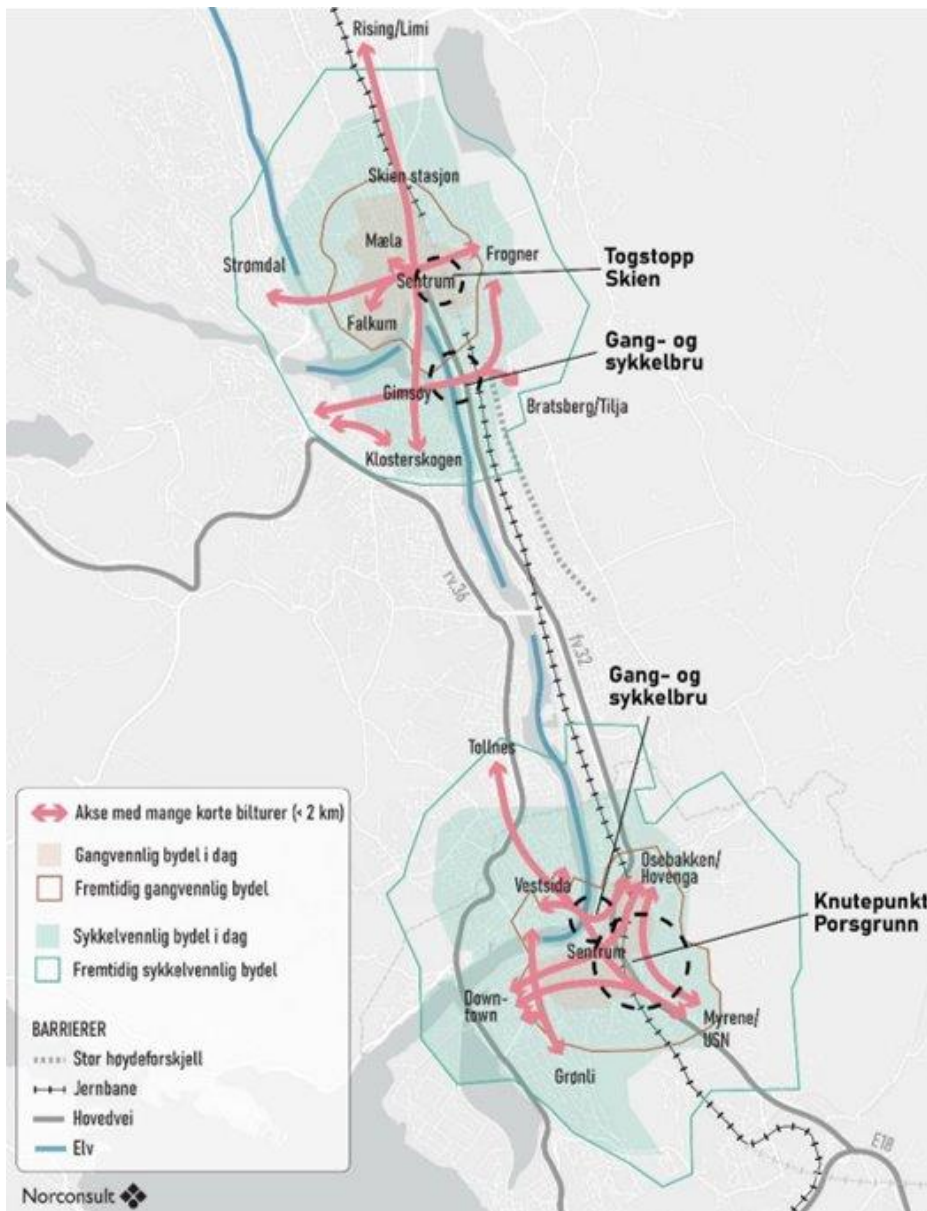 Rising/Limi
Skien stasjon
Mæla
Frogner
Strømdal
Sentrum
Togstopp
Skien
Falkum
Gang- og
sykkelbru
Gimsøy
Bratsberg/Tilja
Klosterskogen
rv.36
fv.32
Gang- og
sykkelbru
Tollnes
Osebakken/
Hovenga
Vestsida
Knutepunkt
Porsgrunn
Sentrum
Down-
town
Myrene/
USN
Grønli
E18
Akse med mange korte bilturer (< 2 km)
Gangvennlig bydel i dag
Fremtidig gangvennlig bydel
Sykkelvennlig bydel i dag
Fremtidig sykkelvennlig bydel
BARRIERER
Stor høydeforskjell
Jernbane
Hovedvei
Elv
Norconsult